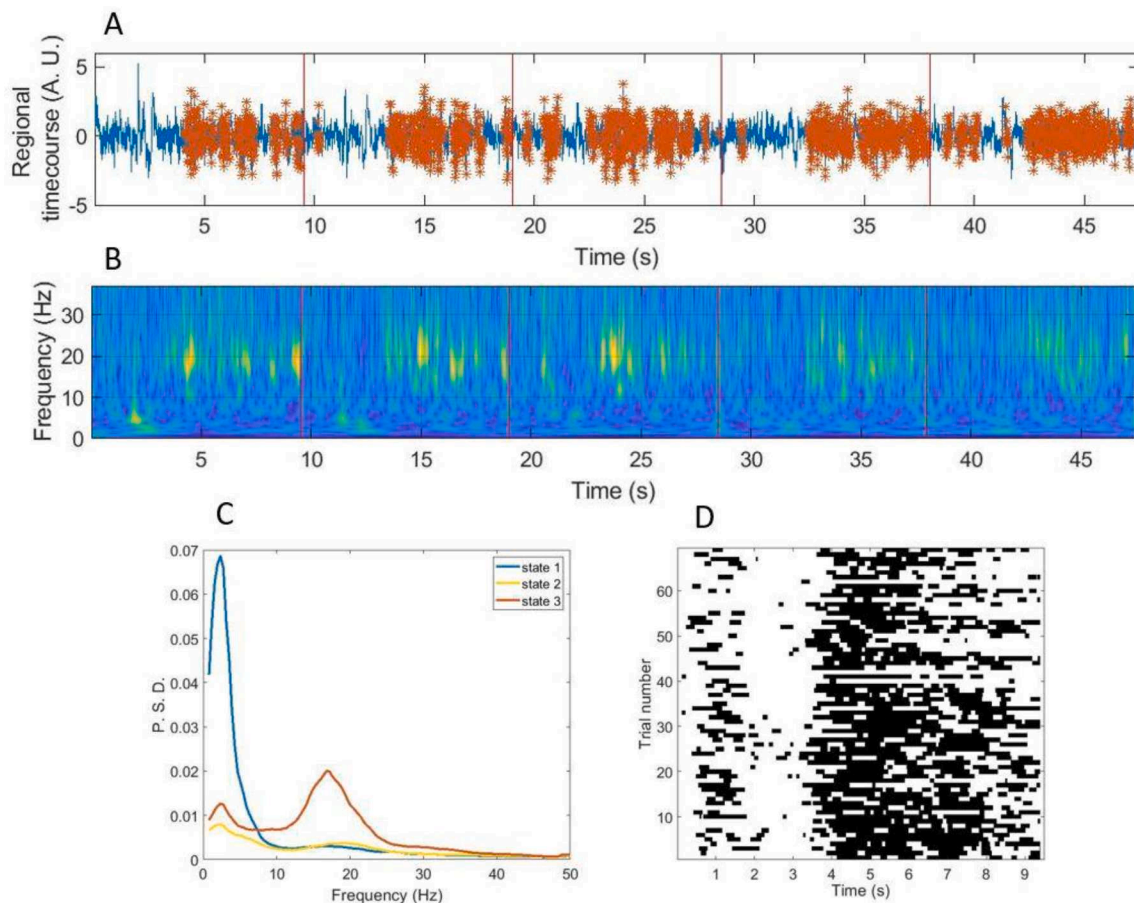 A
Regional
timecourse (A. U.)
5
0
-5
5 10 15 20 25 30 35 40 45
Time (s)
B
Frequency (Hz)
30
20
10
0
5 10 15 20 25 30 35 40 45
Time (s)
C
P. S. D.
0.07
0.06
0.05
0.04
0.03
0.02
0.01
0
0 10 20 30 40 50
Frequency (Hz)
state 1
state 2
state 3
D
Trial number
60
50
40
30
20
10
1 2 3 4 5 6 7 8 9
Time (s)